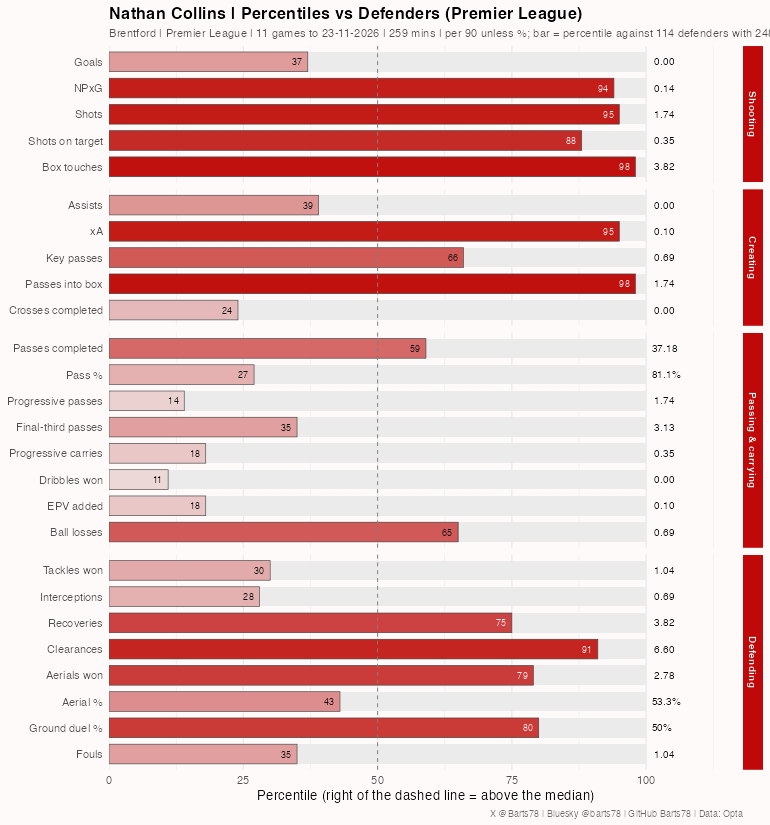 Nathan Collins | Percentiles vs Defenders (Premier League)
Brentford | Premier League | 11 games to 23-11-2026 | 259 mins | per 90 unless %; bar = percentile against 114 defenders with
Goals 37 0.00
NPxG 94 0.14
Shots 95 1.74
Shots on target 88 0.35
Box touches 98 3.82
Shooting
Assists 39 0.00
xA 95 0.10
Key passes 66 0.69
Passes into box 98 1.74
Crosses completed 24 0.00
Creating
Passes completed 59 37.18
Pass % 27 81.1%
Progressive passes 14 1.74
Final-third passes 35 3.13
Progressive carries 18 0.35
Dribbles won 11 0.00
EPV added 18 0.10
Ball losses 65 0.69
Passing & carrying
Tackles won 30 1.04
Interceptions 28 0.69
Recoveries 75 3.82
Clearances 91 6.60
Aerials won 79 2.78
Aerial % 43 53.3%
Ground duel % 80 50%
Fouls 35 1.04
Defending
0 25 50 75 100
Percentile (right of the dashed line = above the median)
X @Barts78 | Bluesky @barts78 | GitHub Barts78 | Data: Opta